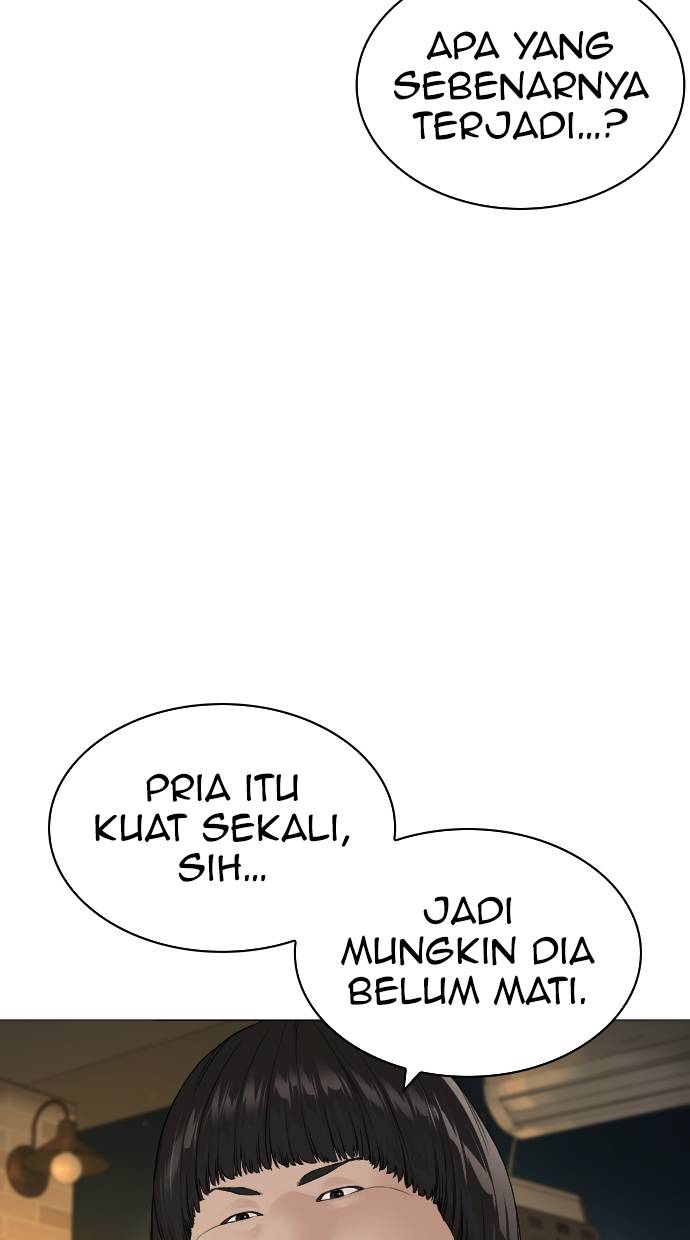 APA YANG
SEBENARNYA
TERJADI...?
PRIA ITU
KUAT SEKALI,
SIH...
JADI
MUNGKIN DIA
BELUM MATI.